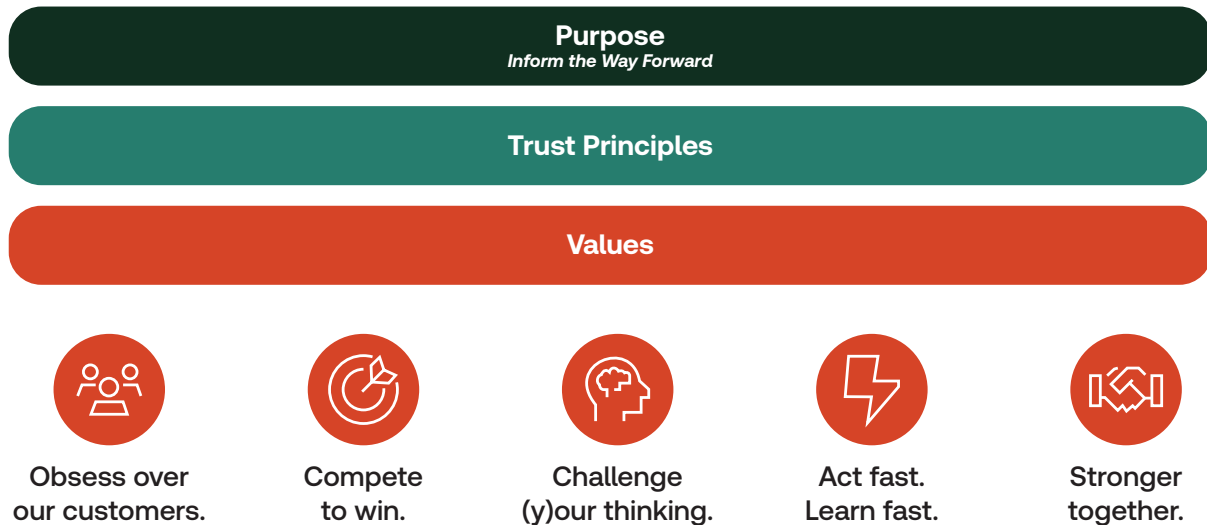 Purpose
Inform the Way Forward
Trust Principles
Values
Obsess over
our customers.
Compete
to win.
Challenge
(y)our thinking.
Act fast.
Learn fast.
Stronger
together.